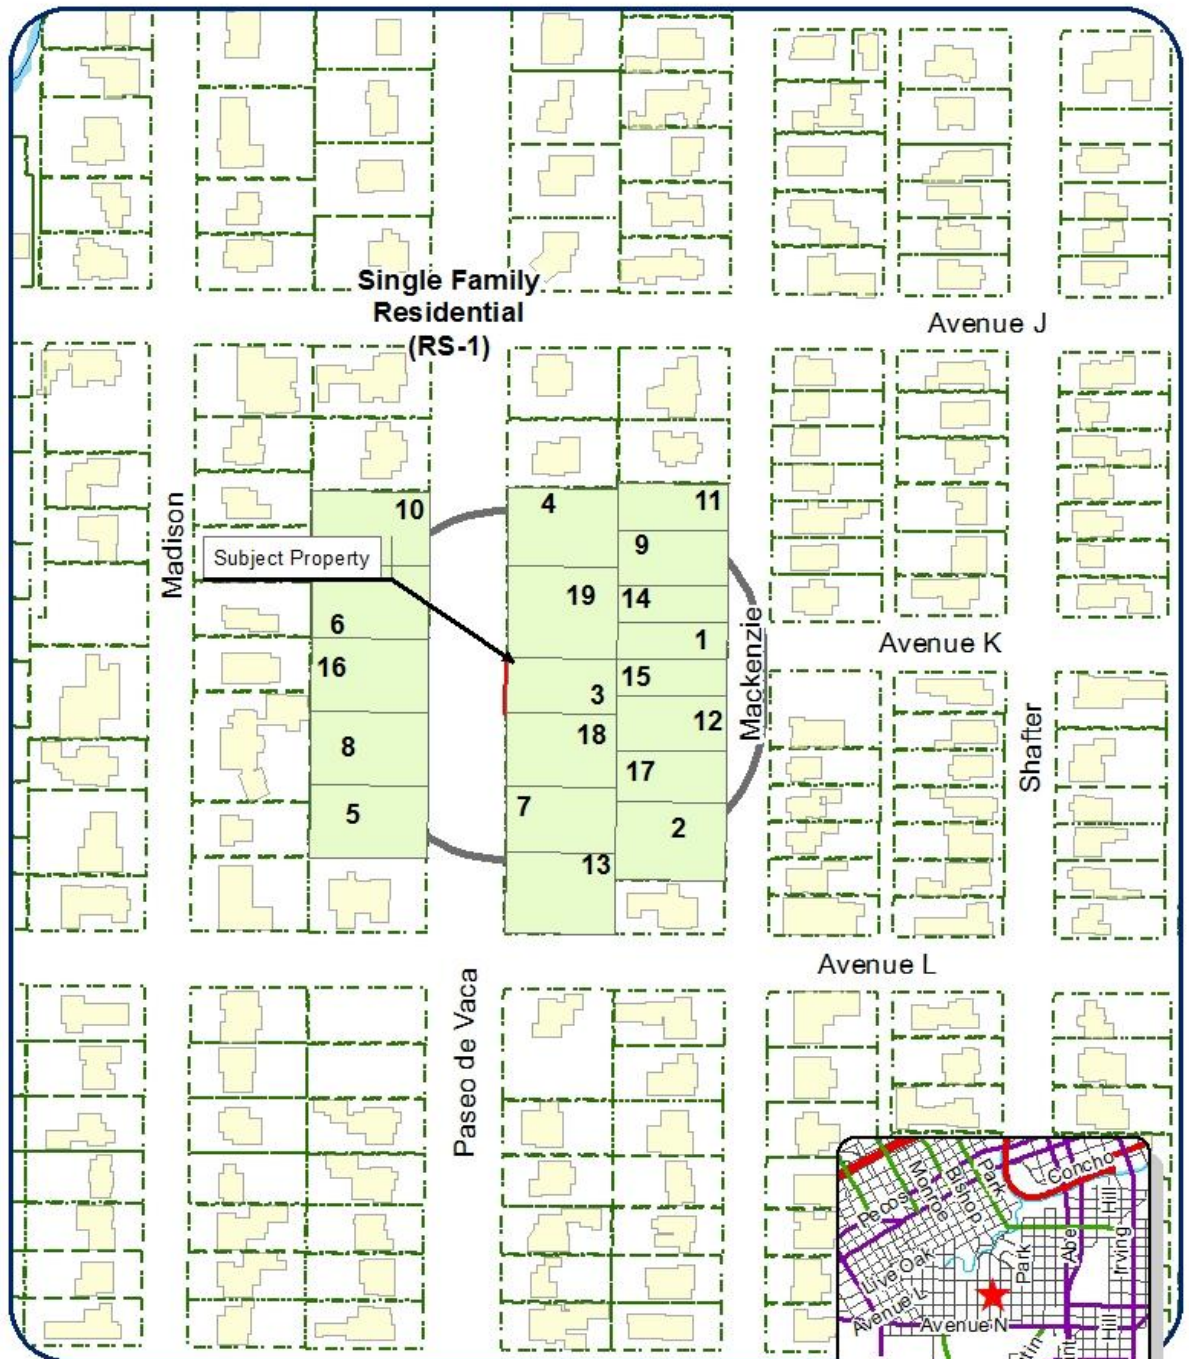 Single Family
Residential
(RS-1)
Avenue J
10
4
11
Madison
9
Subject Property
19
14
6
1
Avenue K
16
15
3
Mackenzie
12
18
8
Shafter
17
7
5
2
13
Avenue L
Paseo de Vaca
Concho
Park
Bishop
Monroe
Pecos
Hill
Live Oak
Park
Abe
Irving
Avenue L
Avenue N
Hill